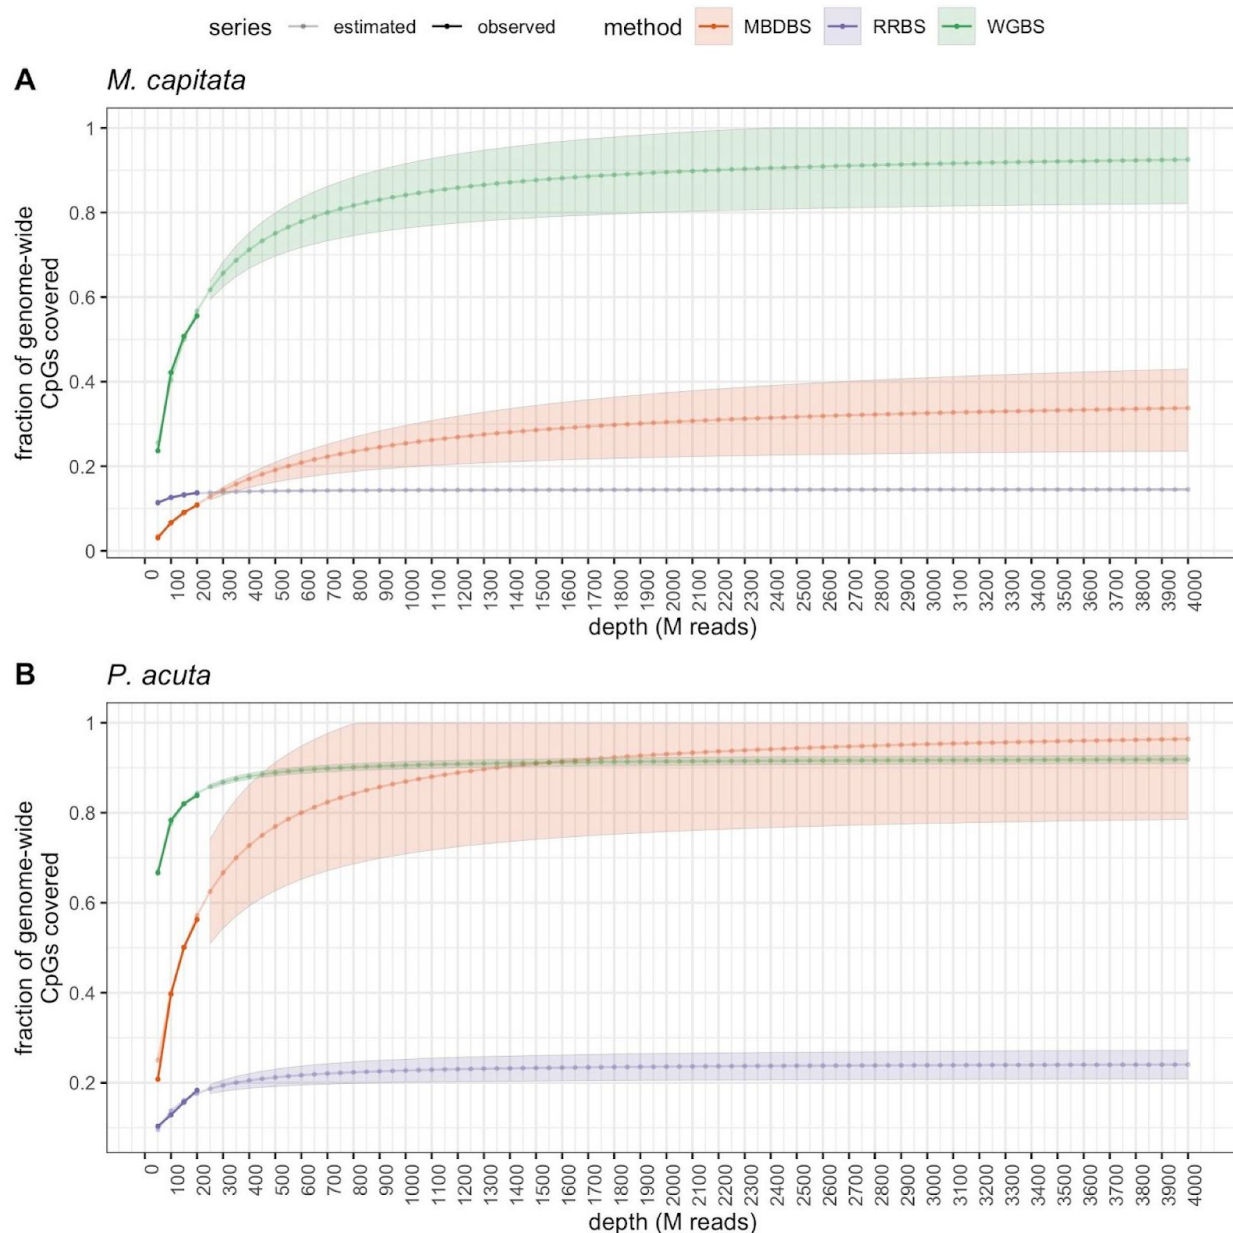 series estimated observed method MBDBS RRBS WGBS
A M. capitata
1
0.8
0.6
0.4
0.2
0
fraction of genome-wide
CpGs covered
0 100 200 300 400 500 600 700 800 900 1000 1100 1200 1300 1400 1500 1600 1700 1800 1900 2000 2100 2200 2300 2400 2500 2600 2700 2800 2900 3000 3100 3200 3300 3400 3500 3600 3700 3800 3900 4000
depth (M reads)
B P. acuta
1
0.8
0.6
0.4
0.2
fraction of genome-wide
CpGs covered
0 100 200 300 400 500 600 700 800 900 1000 1100 1200 1300 1400 1500 1600 1700 1800 1900 2000 2100 2200 2300 2400 2500 2600 2700 2800 2900 3000 3100 3200 3300 3400 3500 3600 3700 3800 3900 4000
depth (M reads)